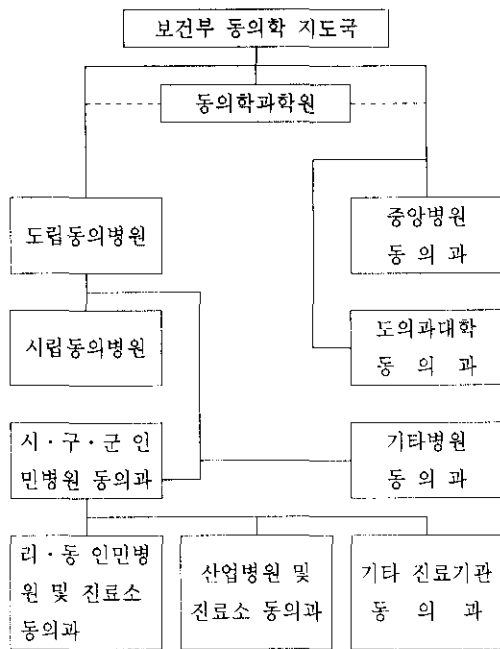 보건부 동의학 지도국
동의학과학원
도립동의병원
중앙병원
동 의 과
시립동의병원
도의과대학
동 의 과
시·구·군 인
민병원 동의과
기타병원
동 의 과
리·동 인민병
원 및 진료소
동의과
산업병원 및
진료소 동의과
기타 진료기관
동 의 과